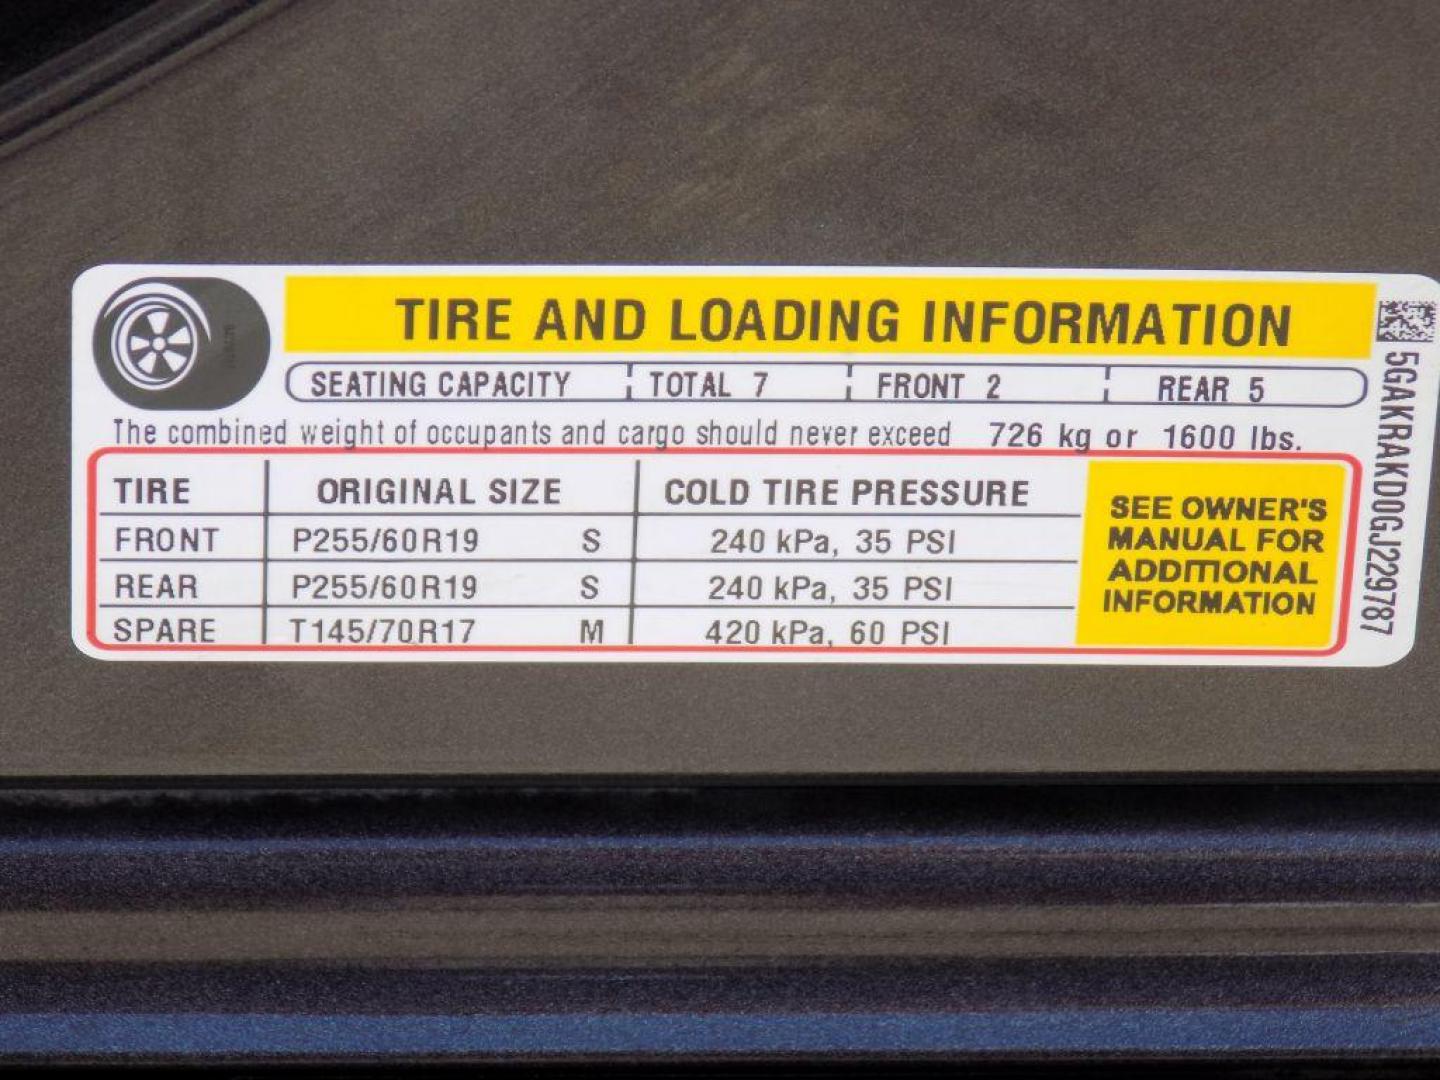 TIRE AND LOADING INFORMATION
SEATING CAPACITY TOTAL 7 FRONT 2 REAR 5
The combined weight of occupants and cargo should never exceed 726 kg or 1600 lbs.
TIRE ORIGINAL SIZE COLD TIRE PRESSURE
FRONT P255/60R19 S 240 kPa, 35 PSI
REAR P255/60R19 S 240 kPa, 35 PSI
SPARE T145/70R17 M 420 kPa, 60 PSI
SEE OWNER'S
MANUAL FOR
ADDITIONAL
INFORMATION
5GAKRAKD0GJ229787